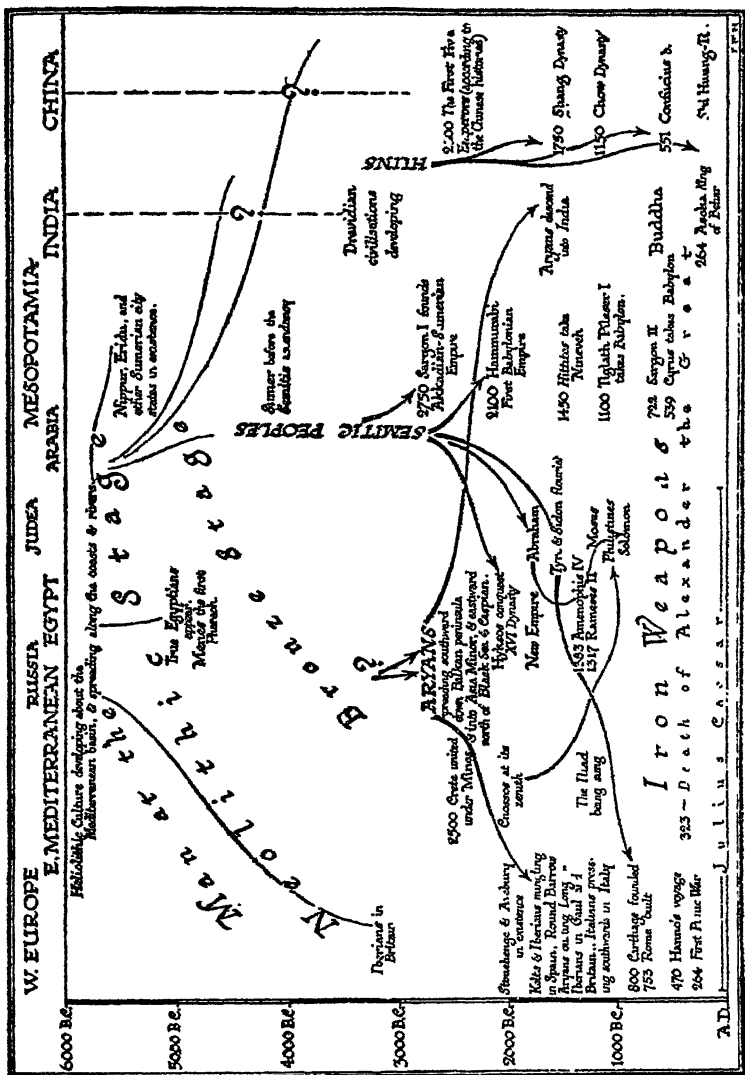 W. EUROPE
E. MEDITERRANEAN
RUSSIA
EGYPT
JUDEA
ARABIA
MESOPOTAMIA
INDIA
CHINA
6000 B.C.
5000 B.C.
4000 B.C.
3000 B.C.
2000 B.C.
1000 B.C.
A.D.
Heliolithic Culture developing about the
Mediterranean basin, & spreading along the coasts & rivers
Man at the
Neolithic Stage
Bronze Stage
Iberians in
Britain
True Egyptians
appear.
Menes the first
Pharaoh.
Nippur, Eridu, and
other Sumerian city
states in existence.
Sumer before the
Semitic ascendancy
?
?
Dravidian
civilisations
developing
SEMITIC PEOPLES
HUNS
?
ARYANS
spreading southward
down Balkan peninsula
& into Asia Minor, & eastward
north of Black Sea & Caspian.
2500 Crete united
under Minos
Cnossos at its
zenith
The Iliad
being sung
Stonehenge & Avebury
in existence
Kelts & Iberians mingling
in Spain, Round Barrow
Aryans ousting Long "
Iberians in Gaul &
Britain. Italians press-
ing southwards in Italy
800 Carthage founded
753 Rome built
470 Hanno's voyage
264 First Punic War
Hyksos conquest
XVI Dynasty
New Empire
Amenophis IV
1317 Rameses II
Abraham
Tyre & Sidon flourish
Moses
Philistines
Solomon
2750 Sargon I founds
Akkadian-Sumerian
Empire
2100 Hammurabi
First Babylonian
Empire
1450 Hittites take
Nineveh
1100 Tiglath Pileser I
takes Babylon.
722 Sargon II
539 Cyrus takes Babylon
Aryans descend
into India
Buddha
264 Asoka King
of Behar
The First Five
Emperors (according to
the Chinese histories)
1750 Shang Dynasty
1150 Chow Dynasty
551 Confucius b.
Shi Huang-Ti.
Iron Weapons
323 - Death of Alexander the Great
Julius Cæsar